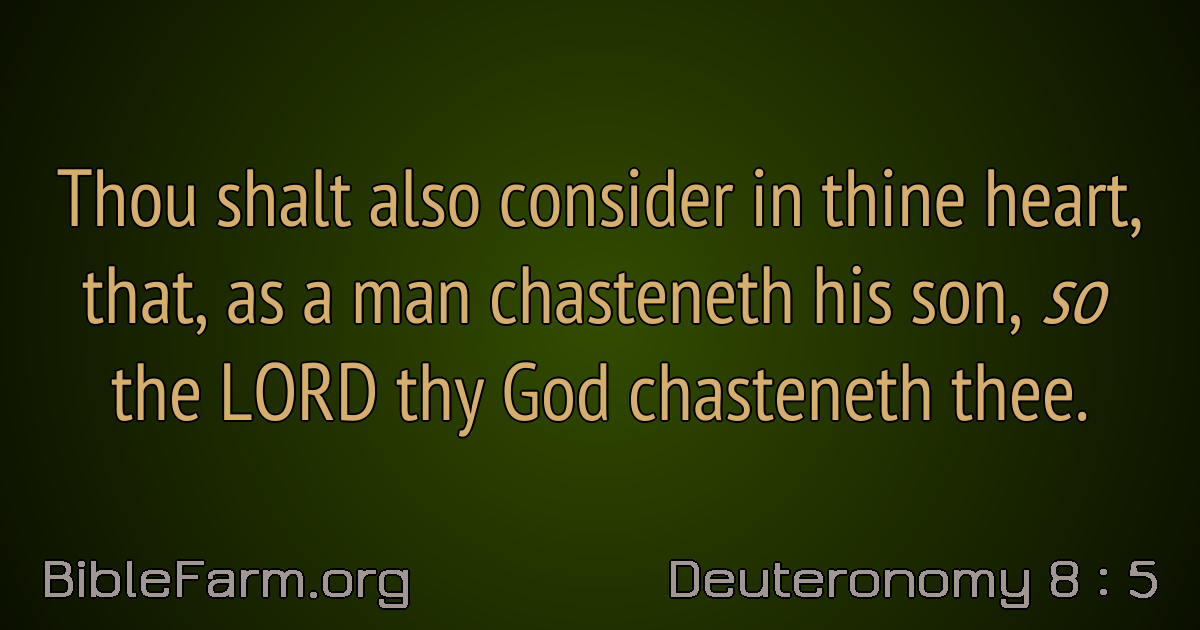 Thou shalt also consider in thine heart,
that, as a man chasteneth his son, so
the LORD thy God chasteneth thee.
BibleFarm.org
Deuteronomy 8 : 5